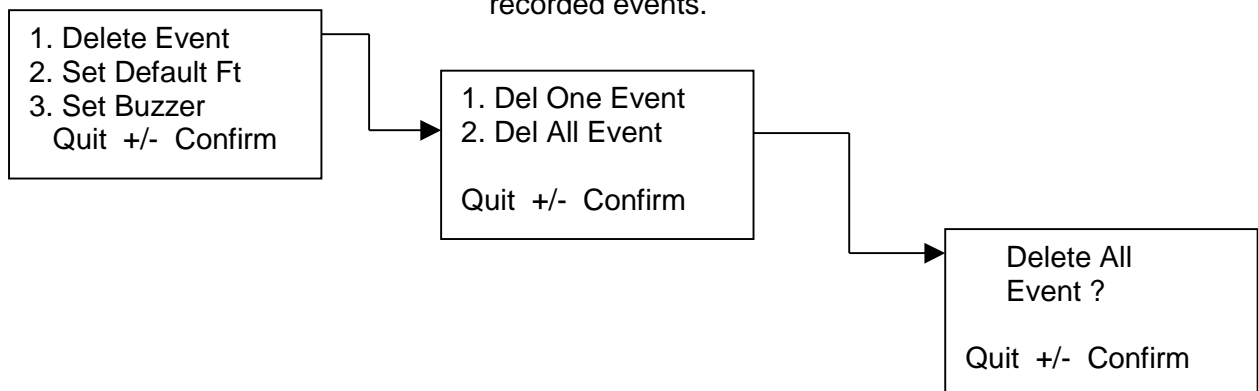 recorded events.
1. Delete Event
2. Set Default Ft
3. Set Buzzer
Quit +/- Confirm
1. Del One Event
2. Del All Event
Quit +/- Confirm
Delete All
Event ?
Quit +/- Confirm